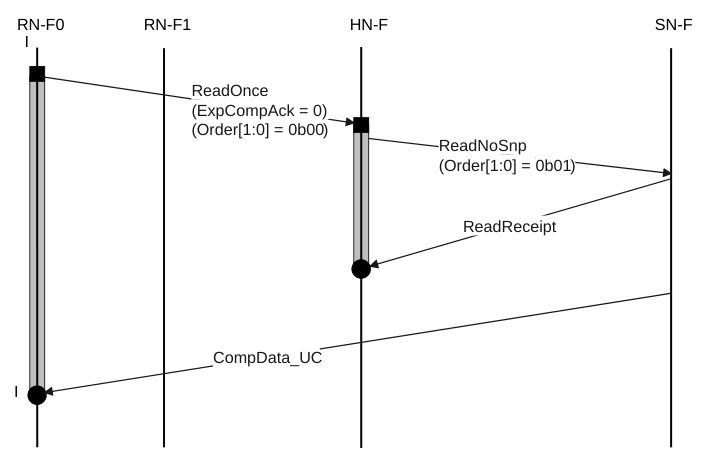 RN-F0 RN-F1 HN-F SN-F
I
ReadOnce
(ExpCompAck = 0)
(Order[1:0] = 0b00)
ReadNoSnp
(Order[1:0] = 0b01)
ReadReceipt
CompData_UC
I